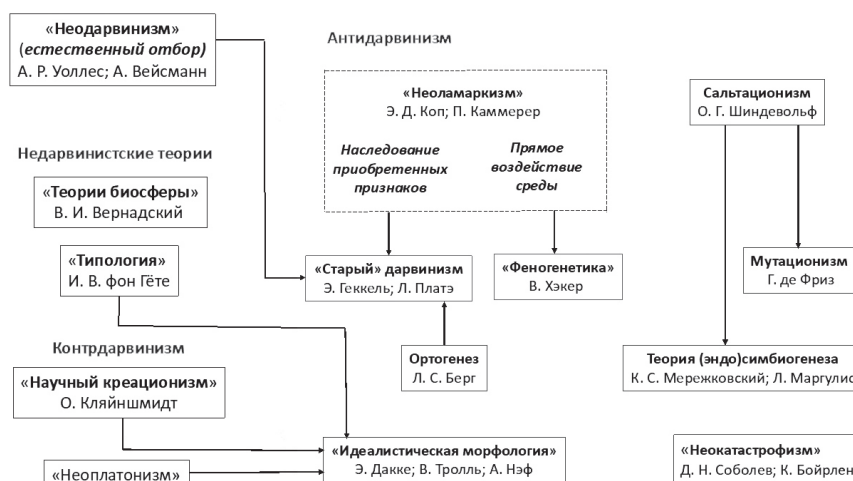 «Неодарвинизм»
(естественный отбор)
А. Р. Уоллес; А. Вейсманн
Антидарвинизм
«Неоламаркизм»
Э. Д. Коп; П. Каммерер
Наследование
приобретенных
признаков
Прямое
воздействие
среды
Сальтационизм
О. Г. Шиндевольф
Недарвинистские теории
«Теории биосферы»
В. И. Вернадский
«Типология»
И. В. фон Гёте
«Старый» дарвинизм
Э. Геккель; Л. Платэ
«Феногенетика»
В. Хэкер
Мутационизм
Г. де Фриз
Контрдарвинизм
«Научный креационизм»
О. Кляйншмидт
Ортогенез
Л. С. Берг
Теория (эндо)симбиогенеза
К. С. Мережковский; Л. Маргулис
«Идеалистическая морфология»
Э. Дакке; В. Тролль; А. Нэф
«Неокатастрофизм»
Д. Н. Соболев; К. Бойрлен
«Неоплатонизм»